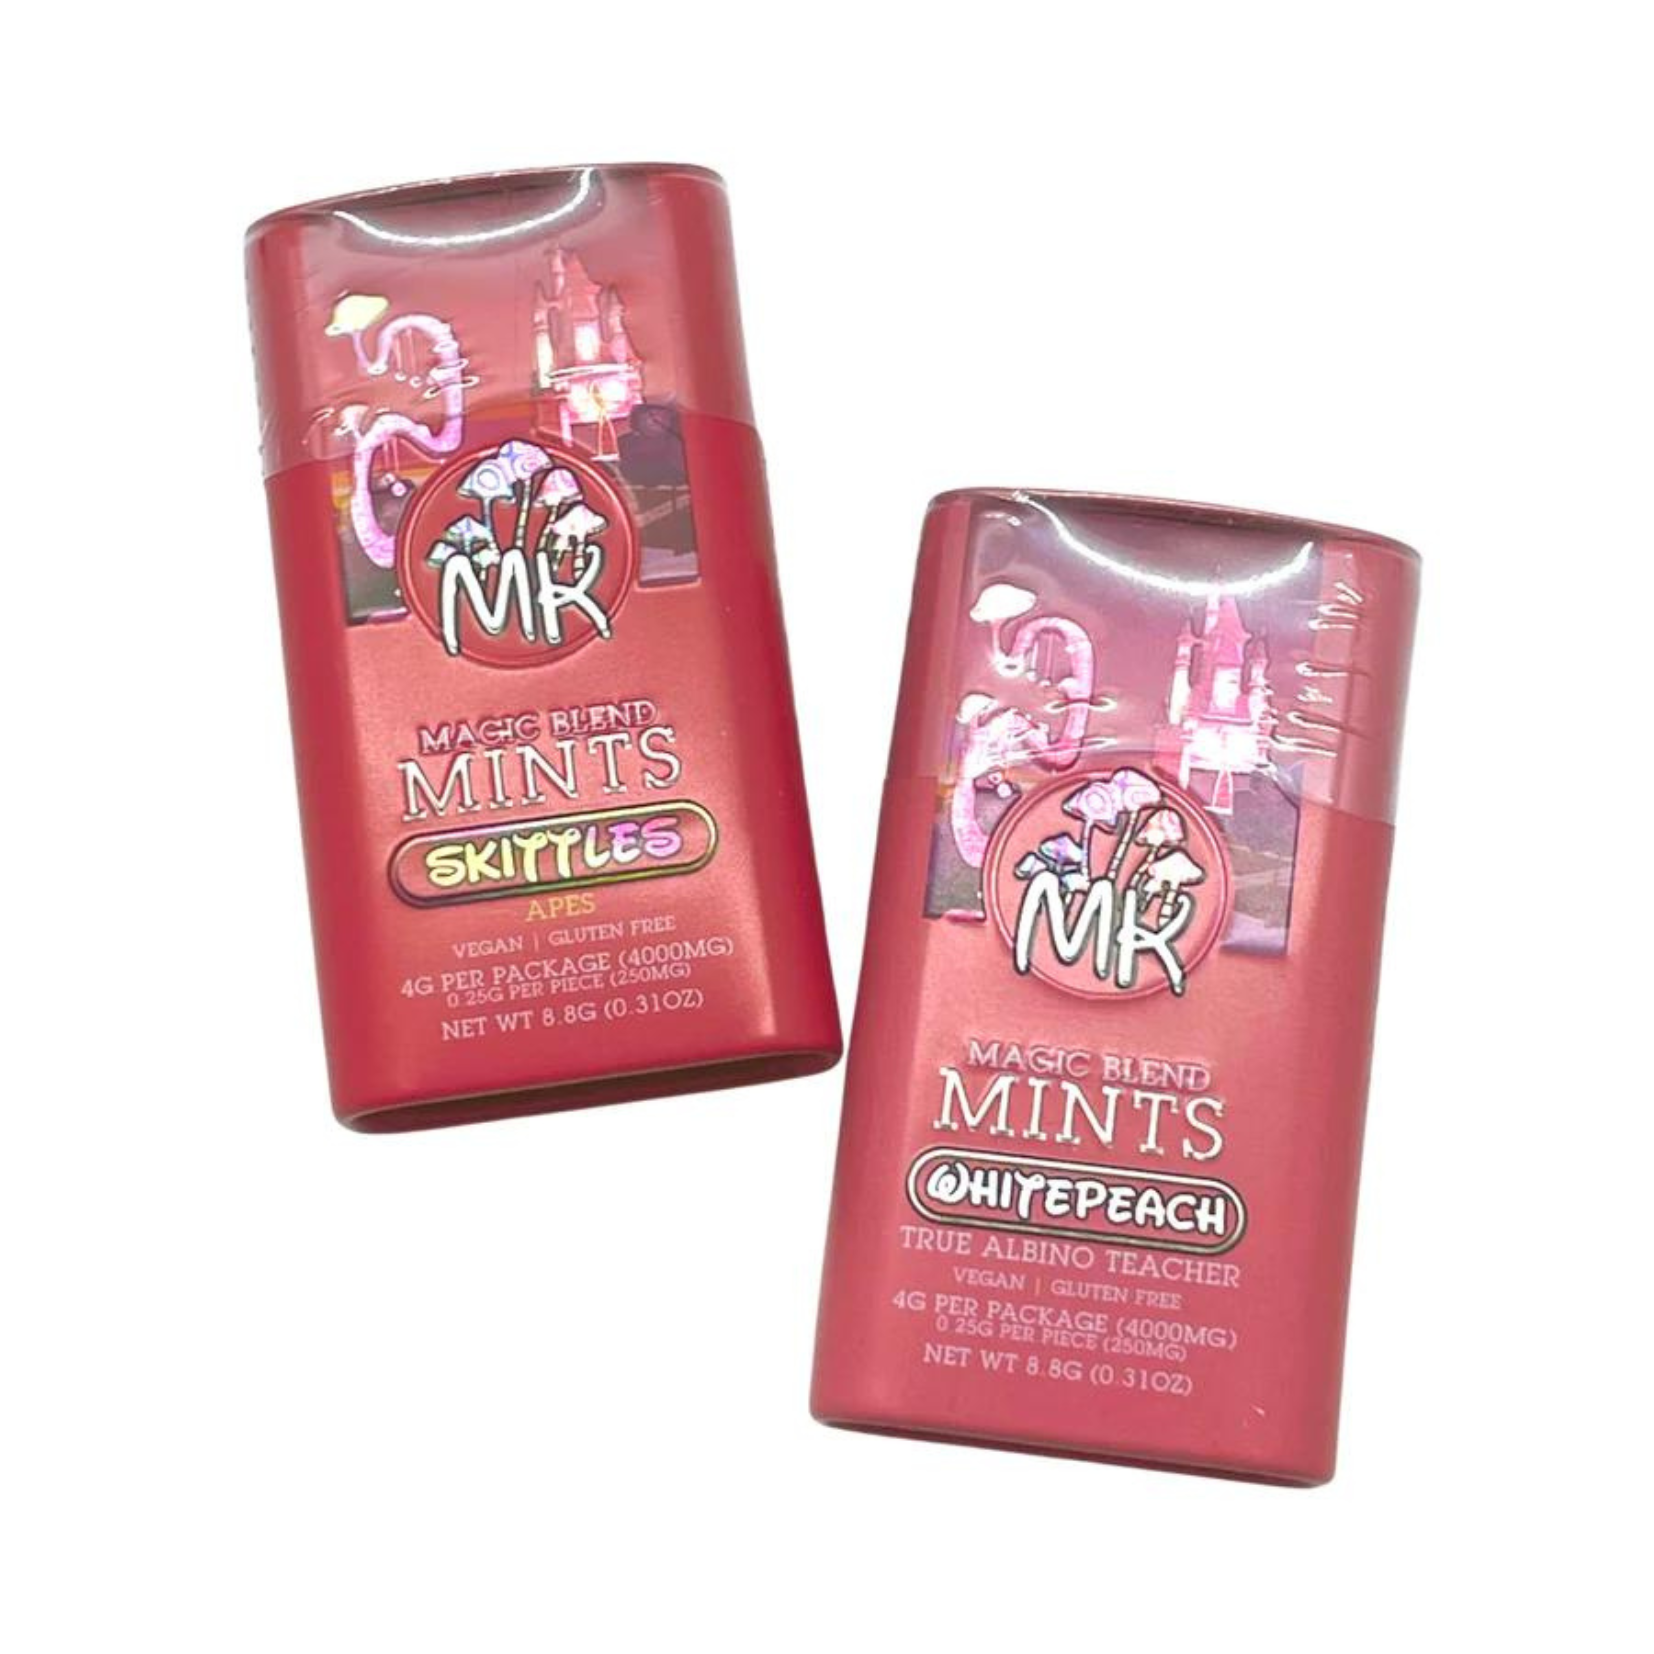 MK
MAGIC BLEND
MINTS
SKITTLES
APES
VEGAN | GLUTEN FREE
4G PER PACKAGE (4000MG)
0.25G PER PIECE (250MG)
NET WT 8.8G (0.31OZ)
MK
MAGIC BLEND
MINTS
WHITEPEACH
TRUE ALBINO TEACHER
VEGAN | GLUTEN FREE
4G PER PACKAGE (4000MG)
0.25G PER PIECE (250MG)
NET WT 8.8G (0.31OZ)